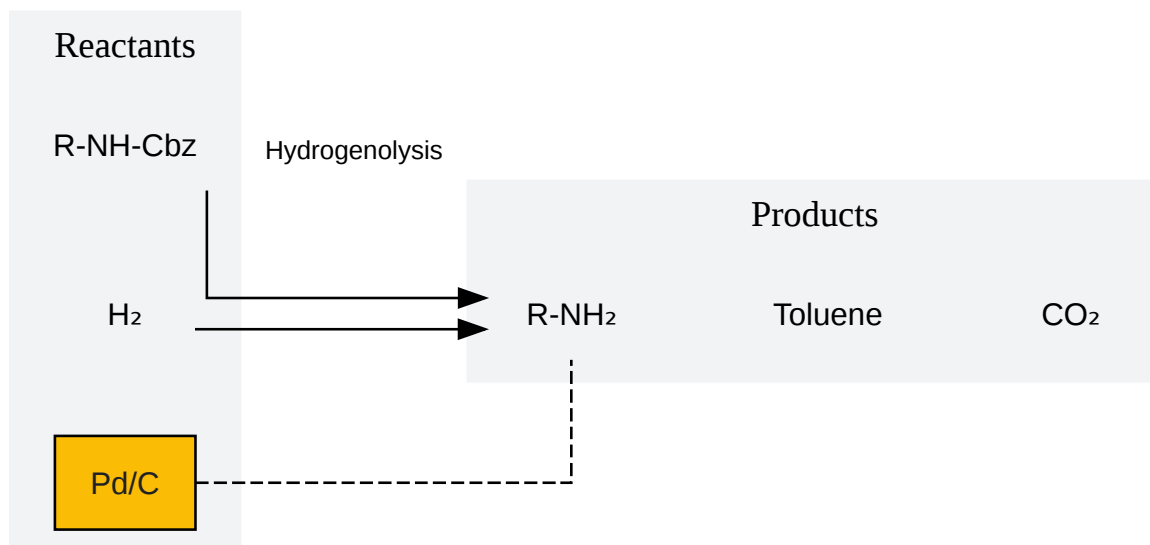 Reactants
R-NH-Cbz
Hydrogenolysis
Products
H₂
R-NH₂
Toluene
CO₂
Pd/C